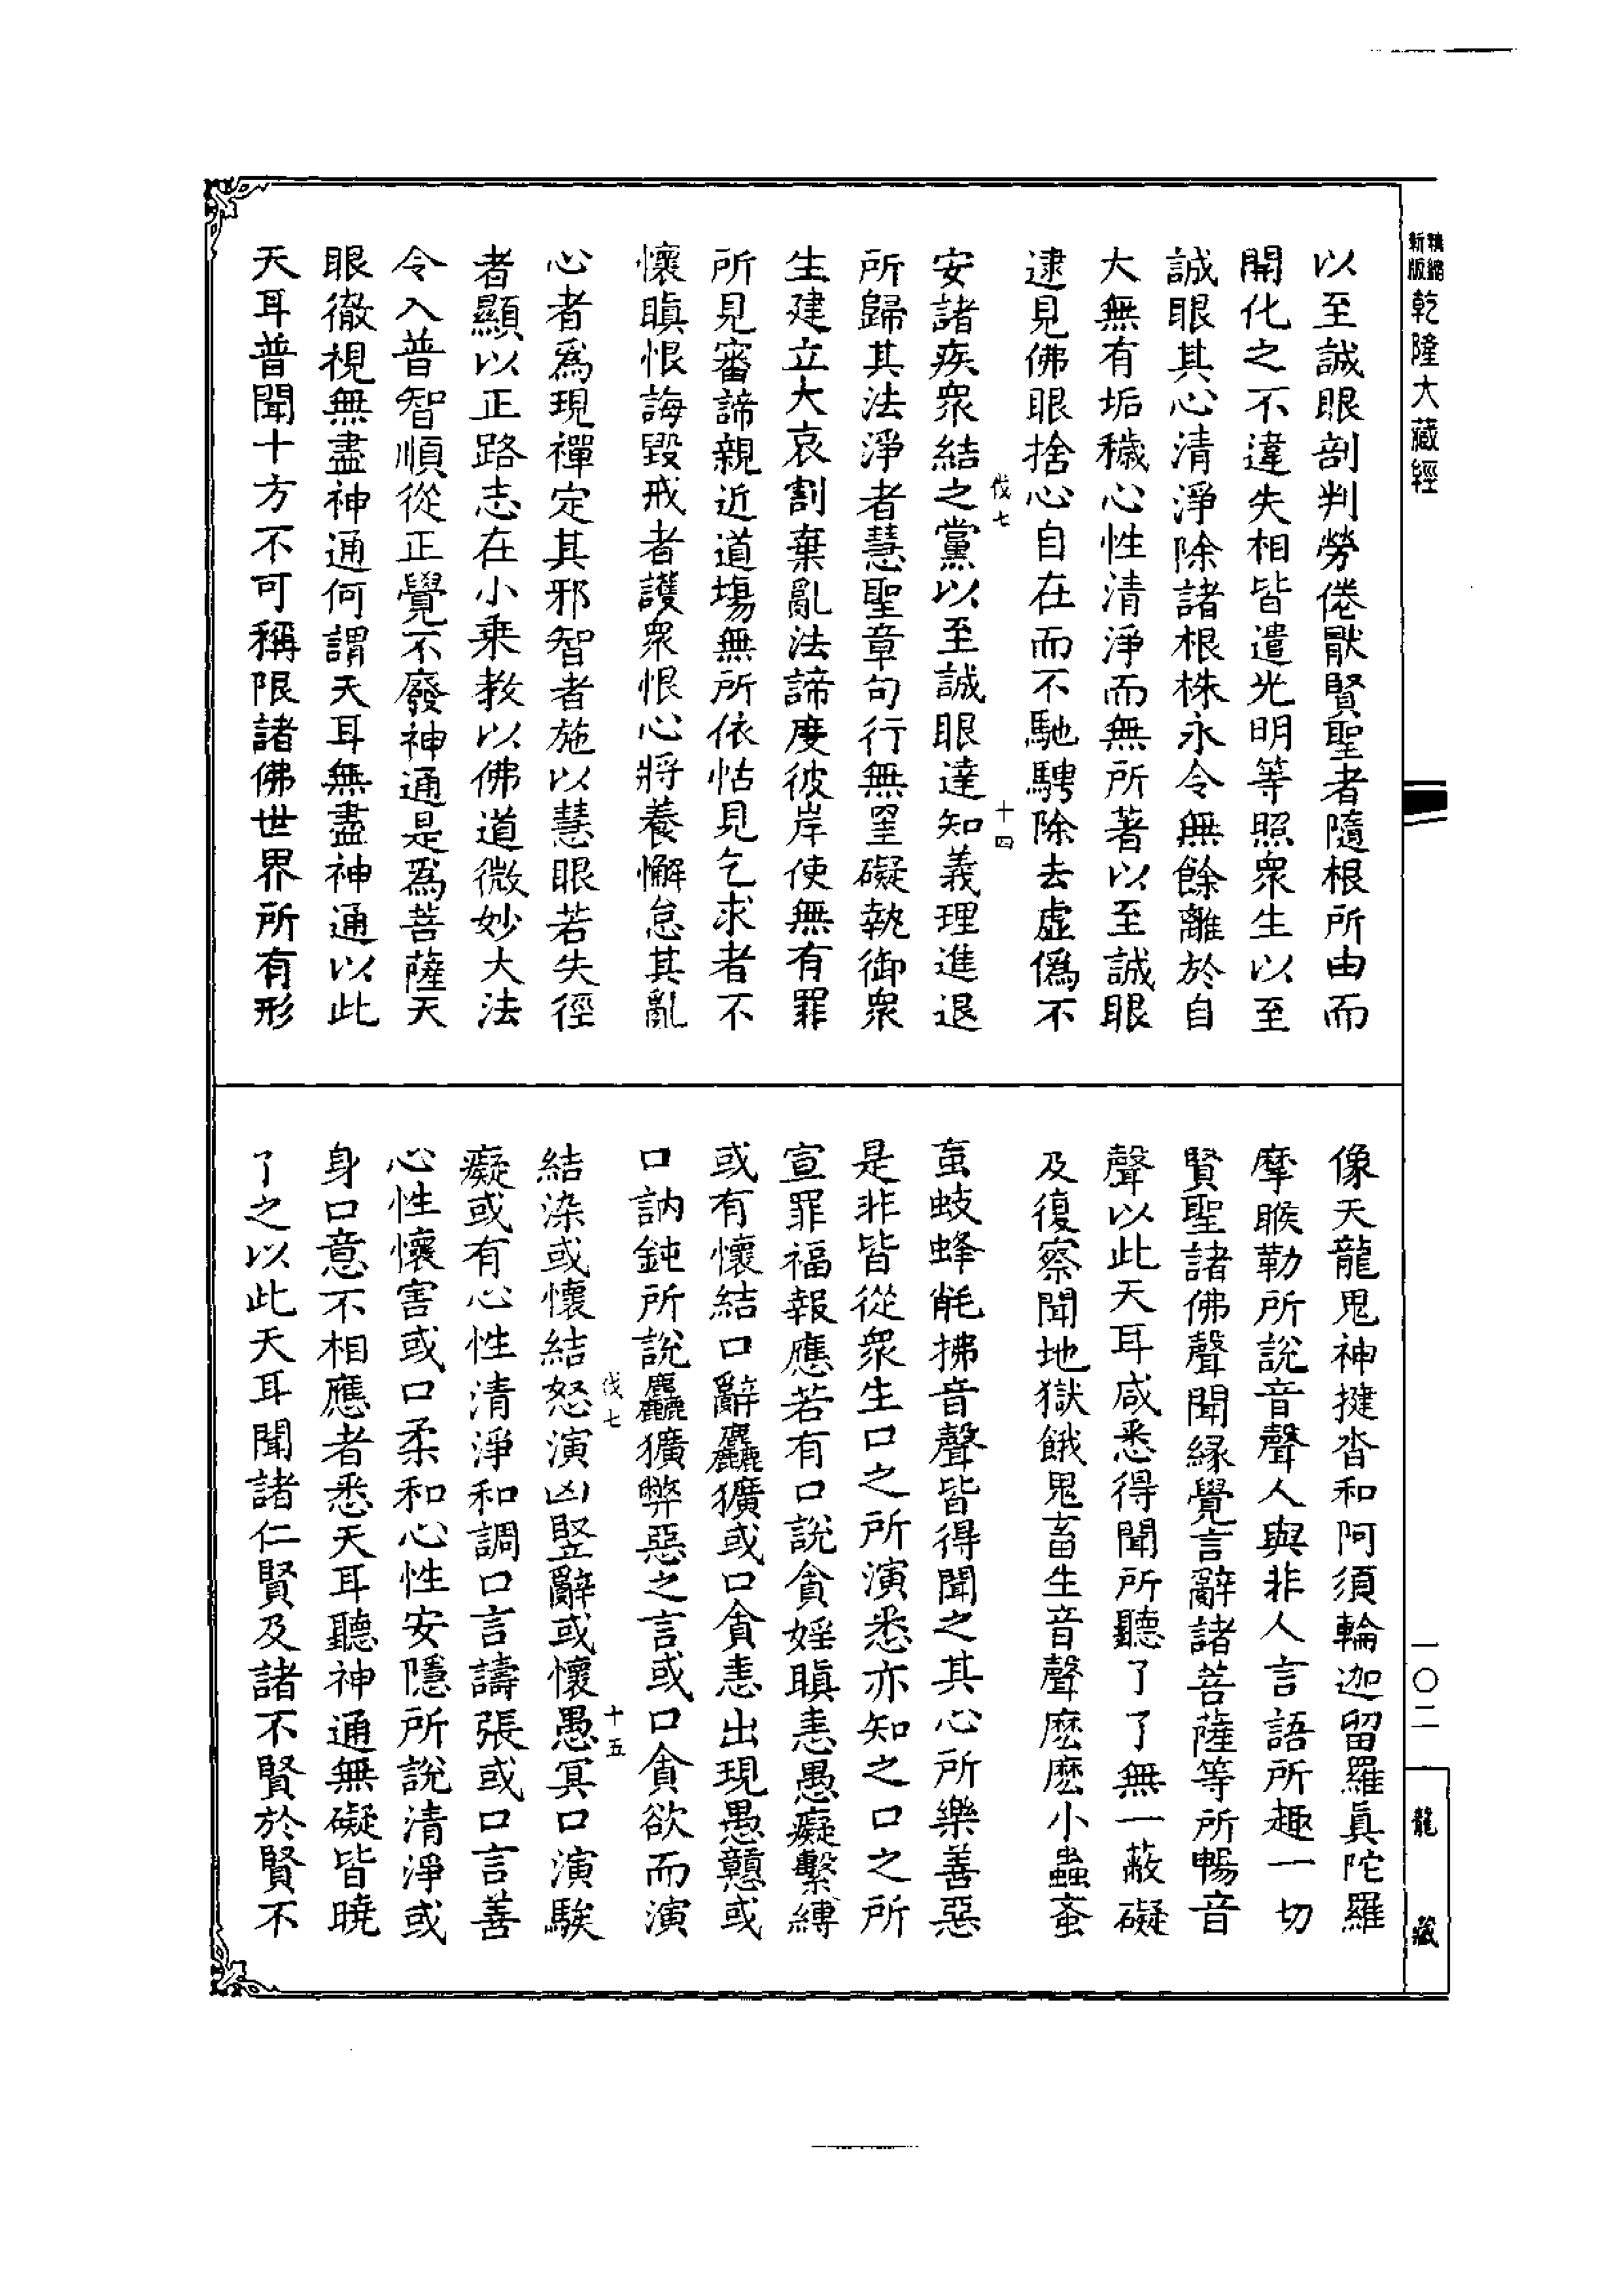 新版精縮乾隆大藏經
以至誠眼剖判勞倦厭賢聖者隨根所由而
開化之不違失相皆遣光明等照衆生以至
誠眼其心清淨除諸根株永令無餘離於自
大無有垢穢心性清淨而無所著以至誠眼
逮見佛眼捨心自在而不馳騁除去虛僞不
伐七
十四
安諸疾衆結之黨以至誠眼達知義理進退
所歸其法淨者慧聖章句行無罣礙執御衆
生建立大哀割棄亂法諦度彼岸使無有罪
所見審諦親近道場無所依怙見乞求者不
懷瞋恨誨毀戒者護衆恨心將養懈怠其亂
心者爲現禪定其邪智者施以慧眼若失徑
者顯以正路志在小乘教以佛道微妙大法
令入普智順從正覺不廢神通是爲菩薩天
眼徹視無盡神通何謂天耳無盡神通以此
天耳普聞十方不可稱限諸佛世界所有形
像天龍鬼神揵沓和阿須輪迦留羅眞陀羅
摩睺勒所說音聲人與非人言語所趣一切
賢聖諸佛聲聞緣覺言辭諸菩薩等所暢音
聲以此天耳咸悉得聞所聽了了無一蔽礙
及復察聞地獄餓鬼畜生音聲麽麽小蟲蚉
蚉蚑蜂蚝拂音聲皆得聞之其心所樂善惡
是非皆從衆生口之所演悉亦知之口之所
宣罪福報應若有口說貪婬瞋恚愚癡繫縛
或有懷結口辭麤獷或口貪恚出現愚戇或
口訥鈍所說麤獷弊惡之言或口貪欲而演
伐七
十五
結染或懷結怒演凶竪辭或懷愚冥口演騃
癡或有心性清淨和調口言譸張或口言善
心性懷害或口柔和心性安隱所說清淨或
身口意不相應者悉天耳聽神通無礙皆曉
了之以此天耳聞諸仁賢及諸不賢於賢不
一〇二
龍藏